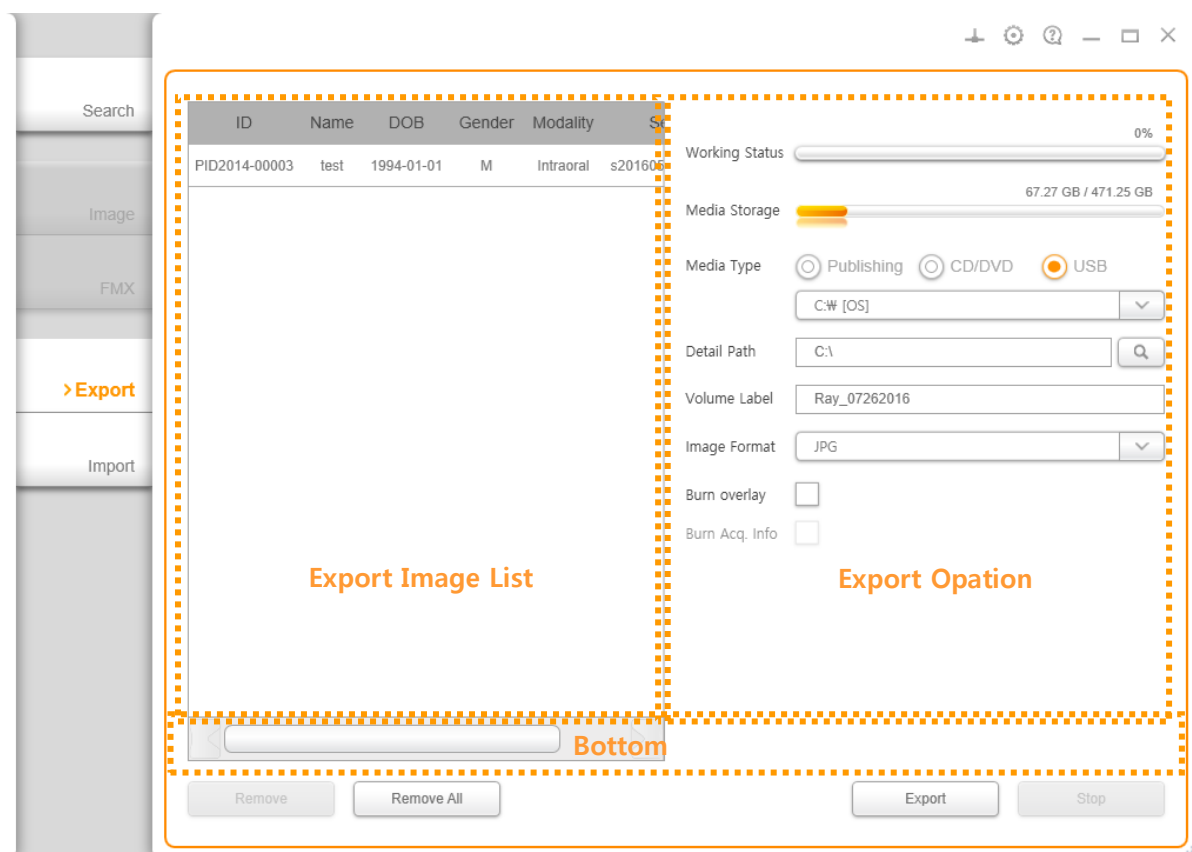 Search
Image
FMX
>Export
Import
ID Name DOB Gender Modality
PID2014-00003 test 1994-01-01 M Intraoral s201605
Export Image List
0%
Working Status
67.27 GB / 471.25 GB
Media Storage
Media Type Publishing CD/DVD USB
C:₩ [OS]
Detail Path C:\
Volume Label Ray_07262016
Image Format JPG
Burn overlay
Burn Acq. Info
Export Opation
Bottom
Remove Remove All Export Stop